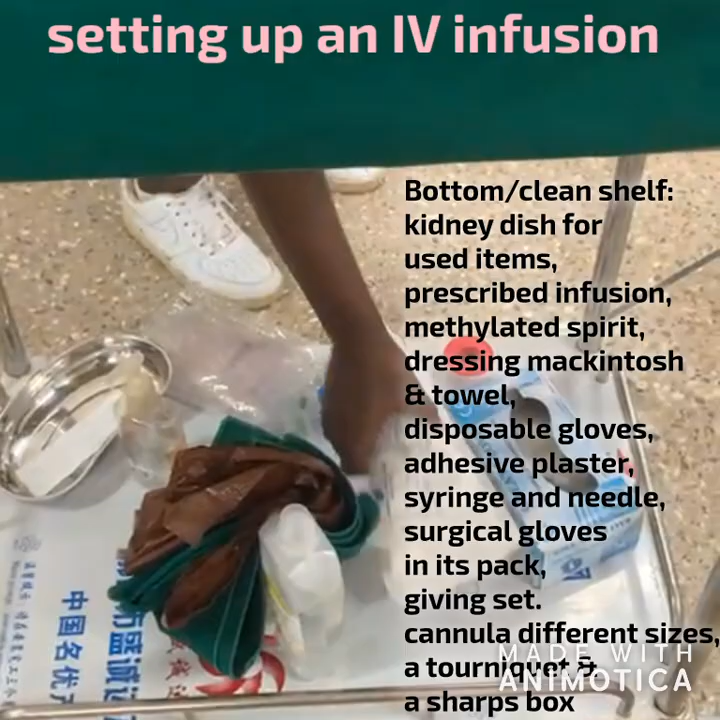 setting up an IV infusion
Bottom/clean shelf:
kidney dish for
used items,
prescribed infusion,
methylated spirit,
dressing mackintosh
& towel,
disposable gloves,
adhesive plaster,
syringe and needle,
surgical gloves
in its pack,
giving set.
cannula different sizes,
a tourniquet &
a sharps box
MADE WITH
ANIMOTICA
中国名优